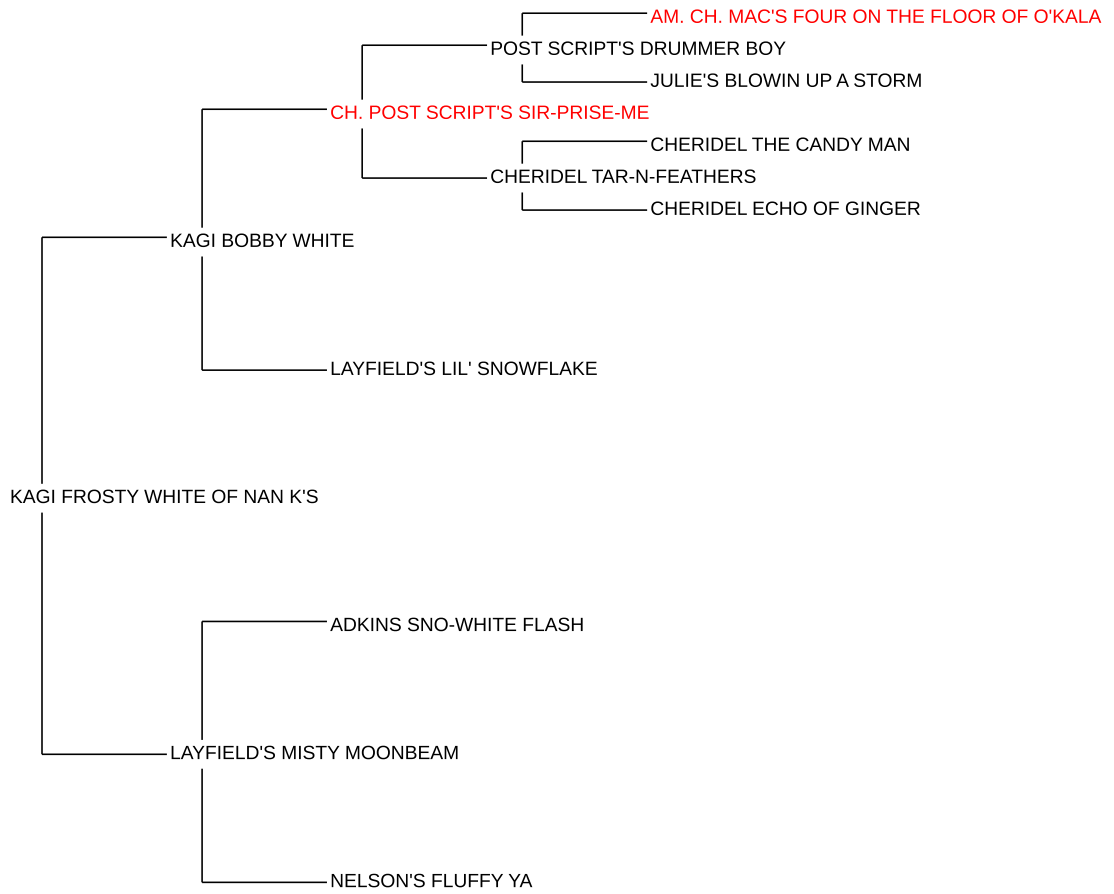 AM. CH. MAC'S FOUR ON THE FLOOR OF O'KALA
POST SCRIPT'S DRUMMER BOY
JULIE'S BLOWIN UP A STORM
CH. POST SCRIPT'S SIR-PRISE-ME
CHERIDEL THE CANDY MAN
CHERIDEL TAR-N-FEATHERS
CHERIDEL ECHO OF GINGER
KAGI BOBBY WHITE
LAYFIELD'S LIL' SNOWFLAKE
KAGI FROSTY WHITE OF NAN K'S
ADKINS SNO-WHITE FLASH
LAYFIELD'S MISTY MOONBEAM
NELSON'S FLUFFY YA